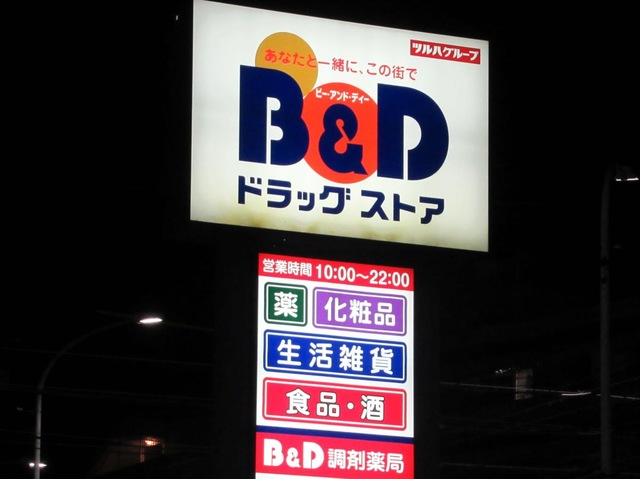 ツルハグループ
あなたと一緒に、この街で
ビー・アンド・ディー
B&D
ドラッグ ストア
営業時間 10:00～22:00
薬 化粧品
生活雑貨
食品・酒
B&D 調剤薬局